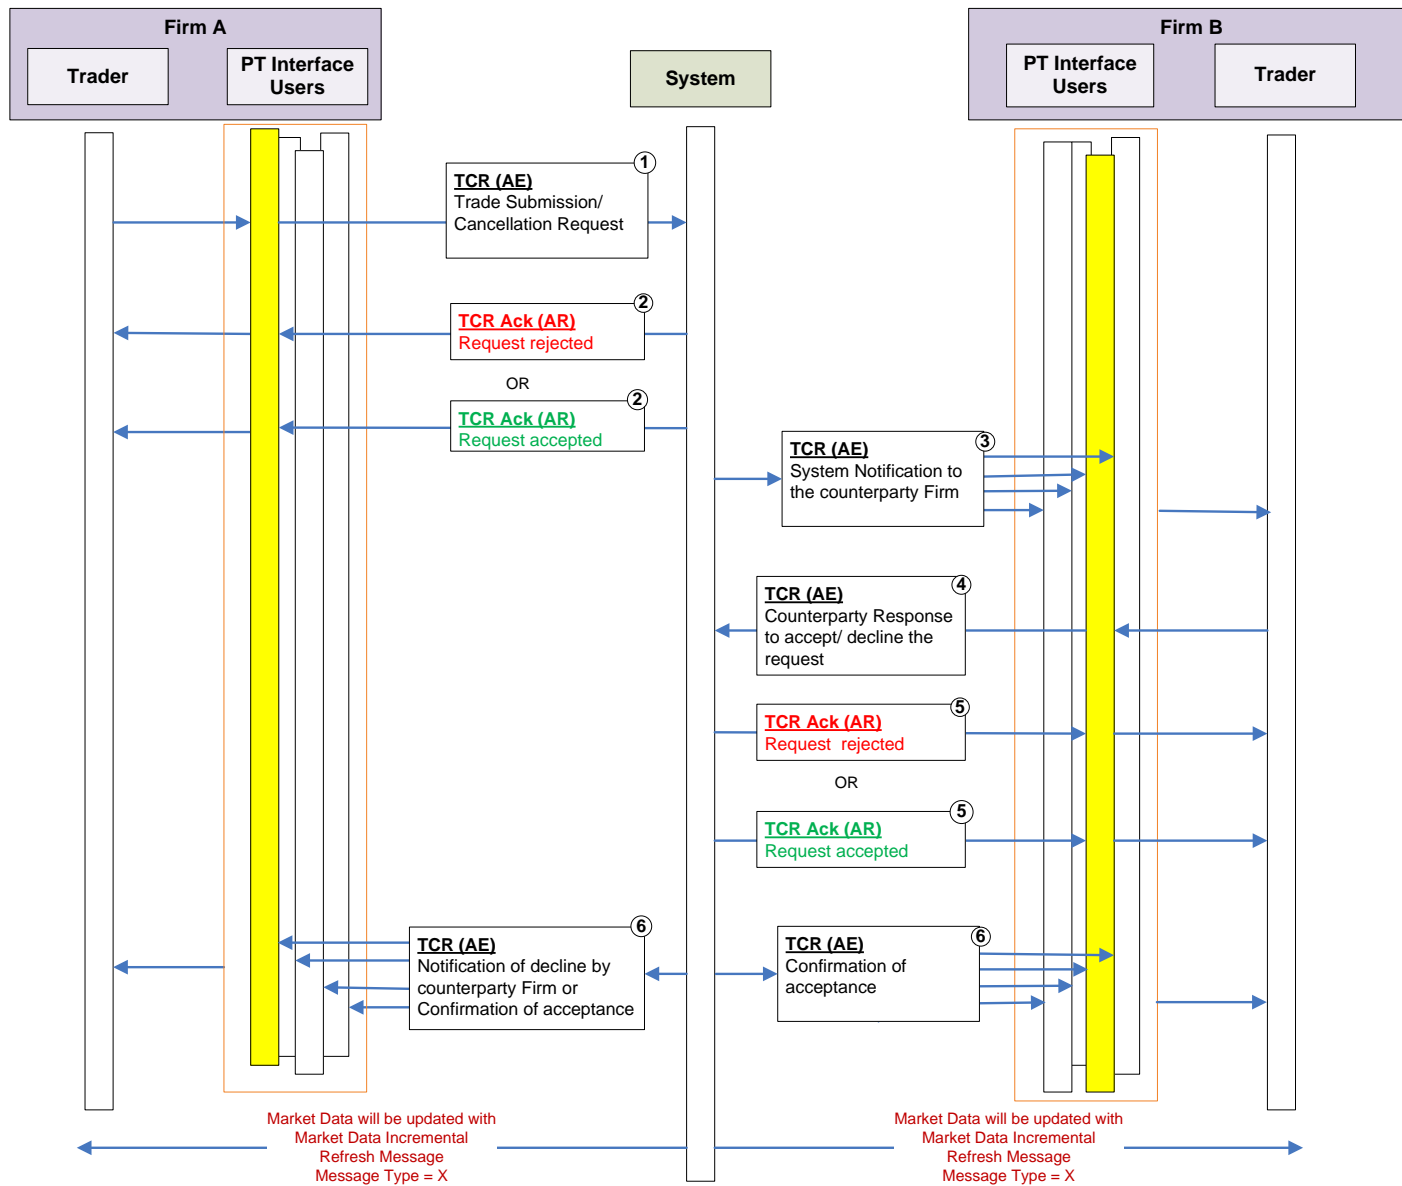 Firm A
Trader
PT Interface
Users
System
Firm B
PT Interface
Users
Trader
1
TCR (AE)
Trade Submission/
Cancellation Request
2
TCR Ack (AR)
Request rejected
OR
2
TCR Ack (AR)
Request accepted
3
TCR (AE)
System Notification to
the counterparty Firm
4
TCR (AE)
Counterparty Response
to accept/ decline the
request
5
TCR Ack (AR)
Request  rejected
OR
5
TCR Ack (AR)
Request accepted
6
TCR (AE)
Notification of decline by
counterparty Firm or
Confirmation of acceptance
6
TCR (AE)
Confirmation of
acceptance
Market Data will be updated with
Market Data Incremental
Refresh Message
Message Type = X
Market Data will be updated with
Market Data Incremental
Refresh Message
Message Type = X